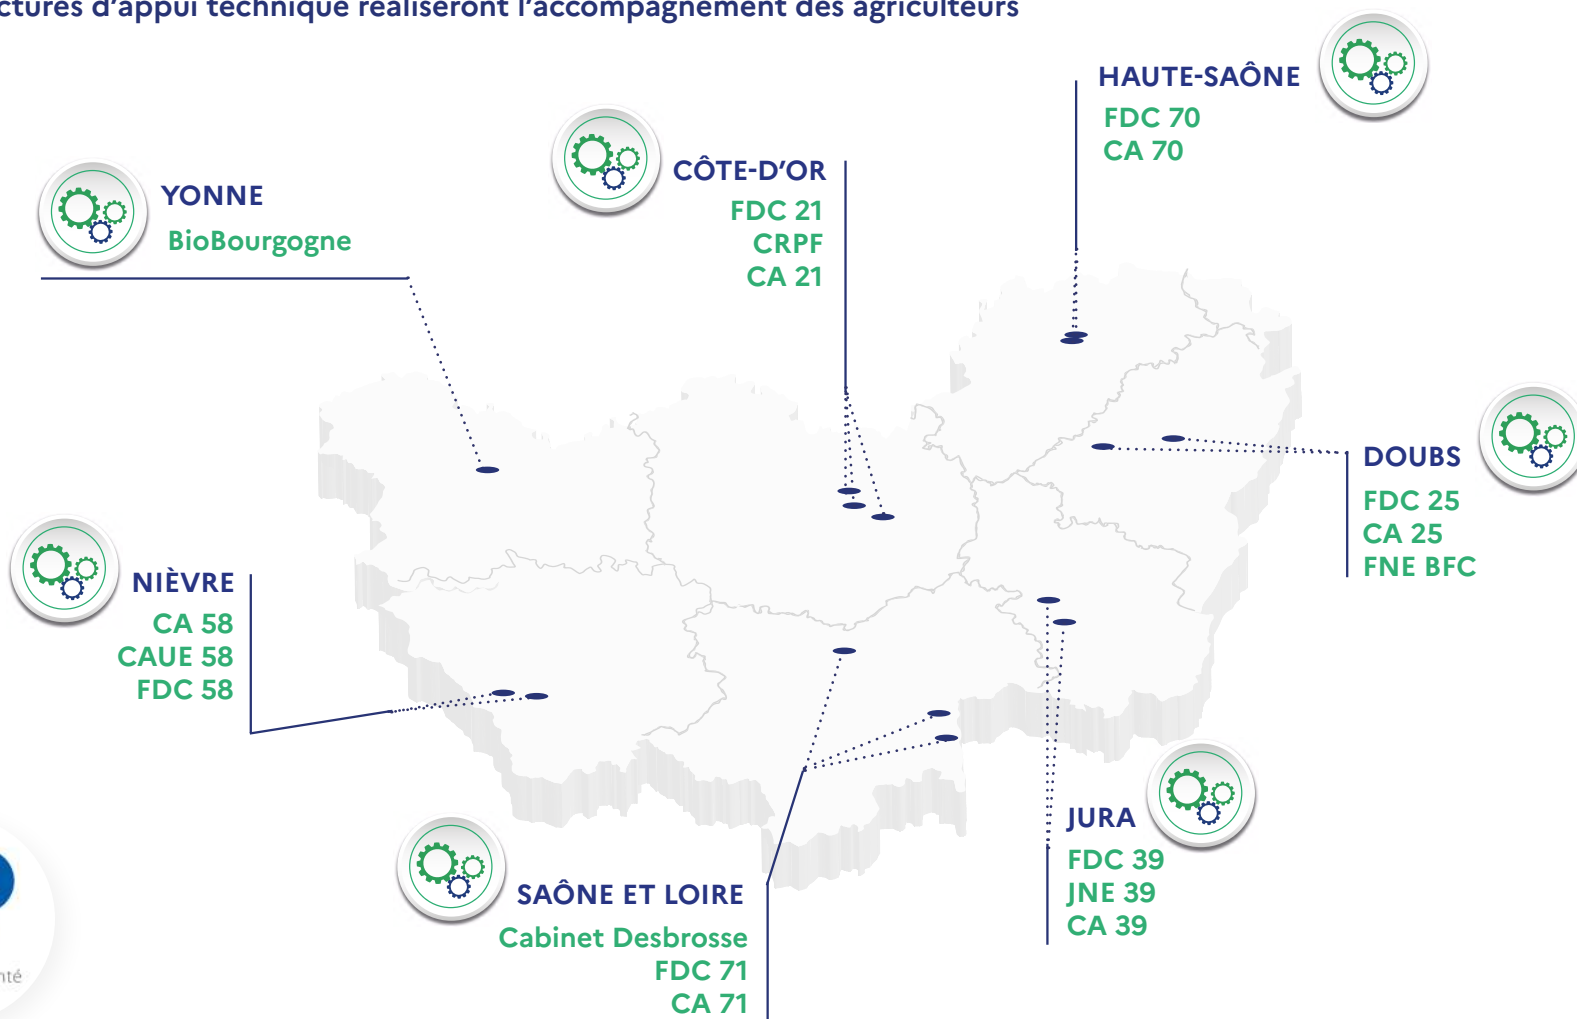 d'appui technique réaliseront l'accompagnement des agriculteurs
HAUTE-SAÔNE
FDC 70
CA 70
CÔTE-D'OR
FDC 21
CRPF
CA 21
YONNE
BioBourgogne
DOUBS
FDC 25
CA 25
FNE BFC
NIÈVRE
CA 58
CAUE 58
FDC 58
JURA
FDC 39
JNE 39
CA 39
SAÔNE ET LOIRE
Cabinet Desbrosse
FDC 71
CA 71